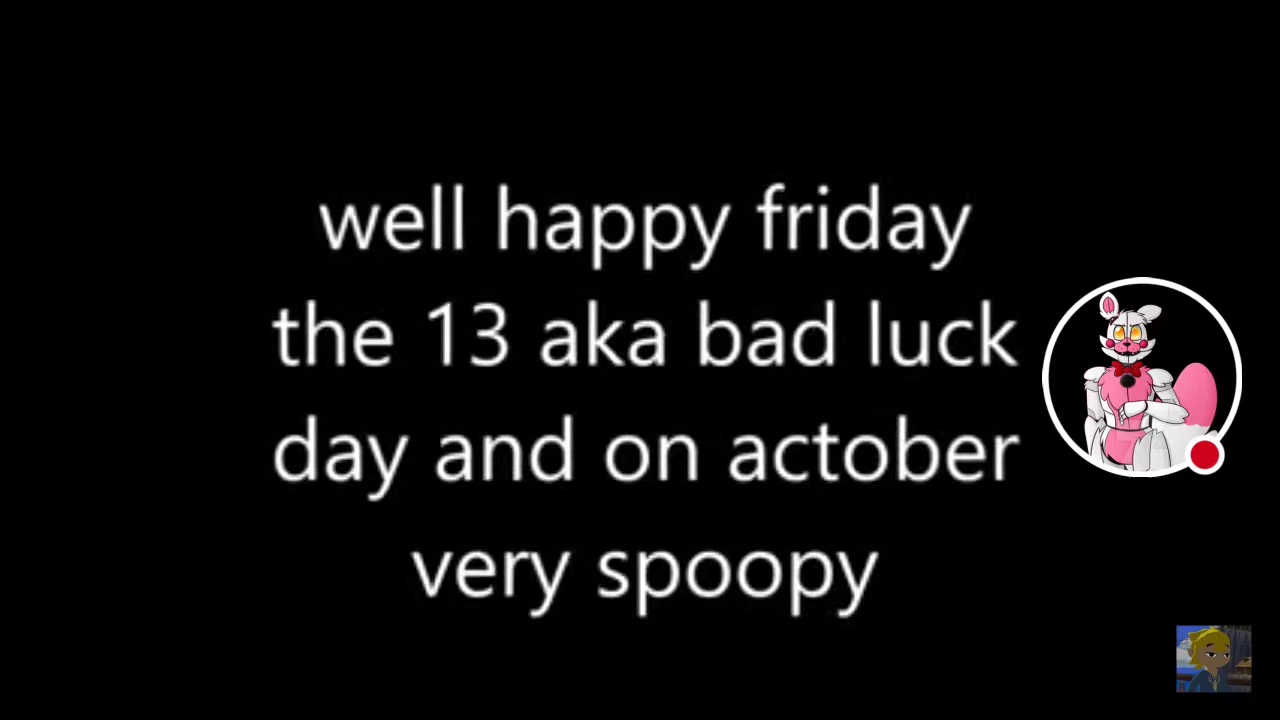 well happy friday
the 13 aka bad luck
day and on actober
very spoopy